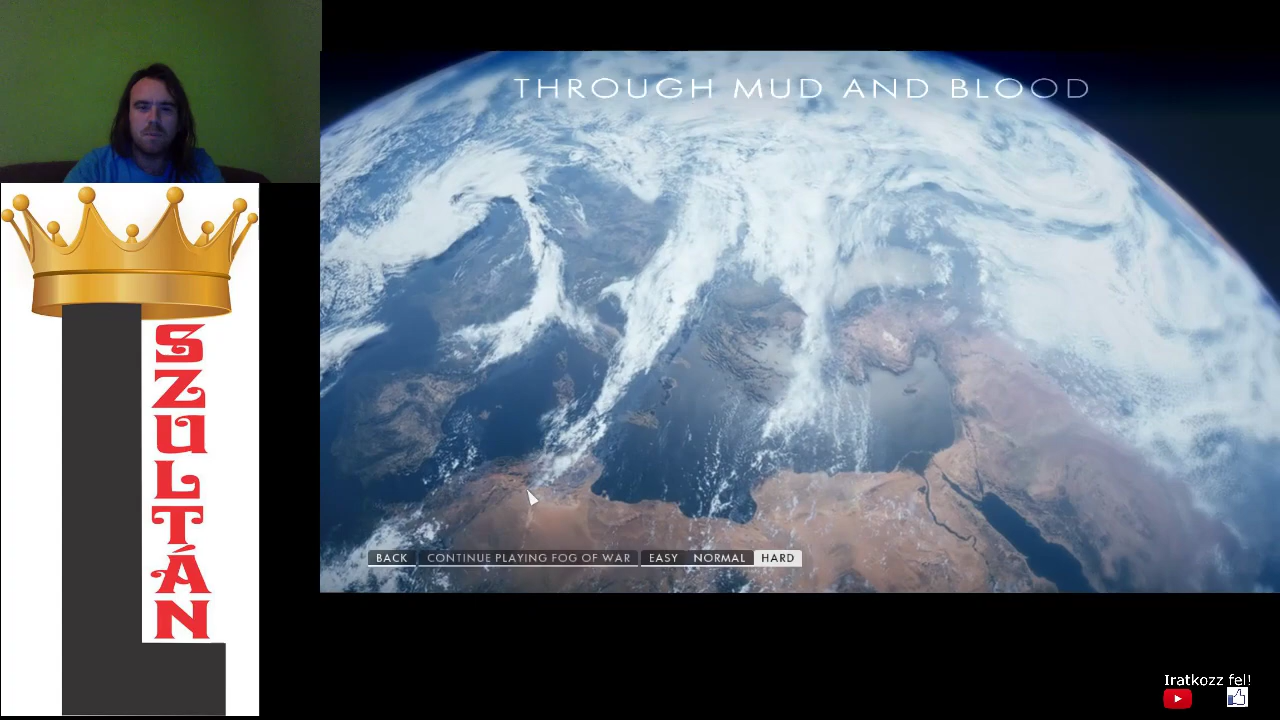 THROUGH MUD AND BLOOD
L
SZULTÁN
BACK CONTINUE PLAYING FOG OF WAR EASY NORMAL HARD
Iratkozz fel!